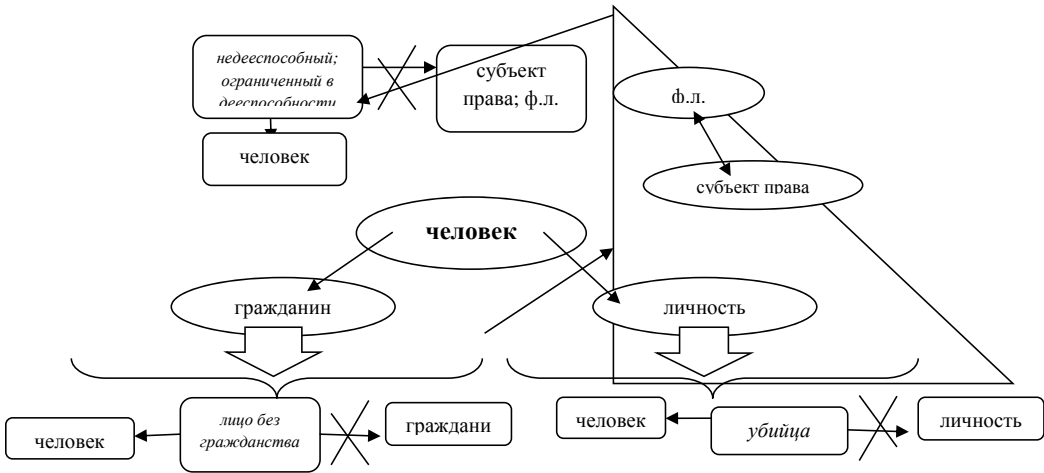 недееспособный;
ограниченный в
дееспособности
субъект
права; ф.л.
человек
ф.л.
субъект права
человек
гражданин
личность
человек
лицо без
гражданства
граждани
человек
убийца
личность